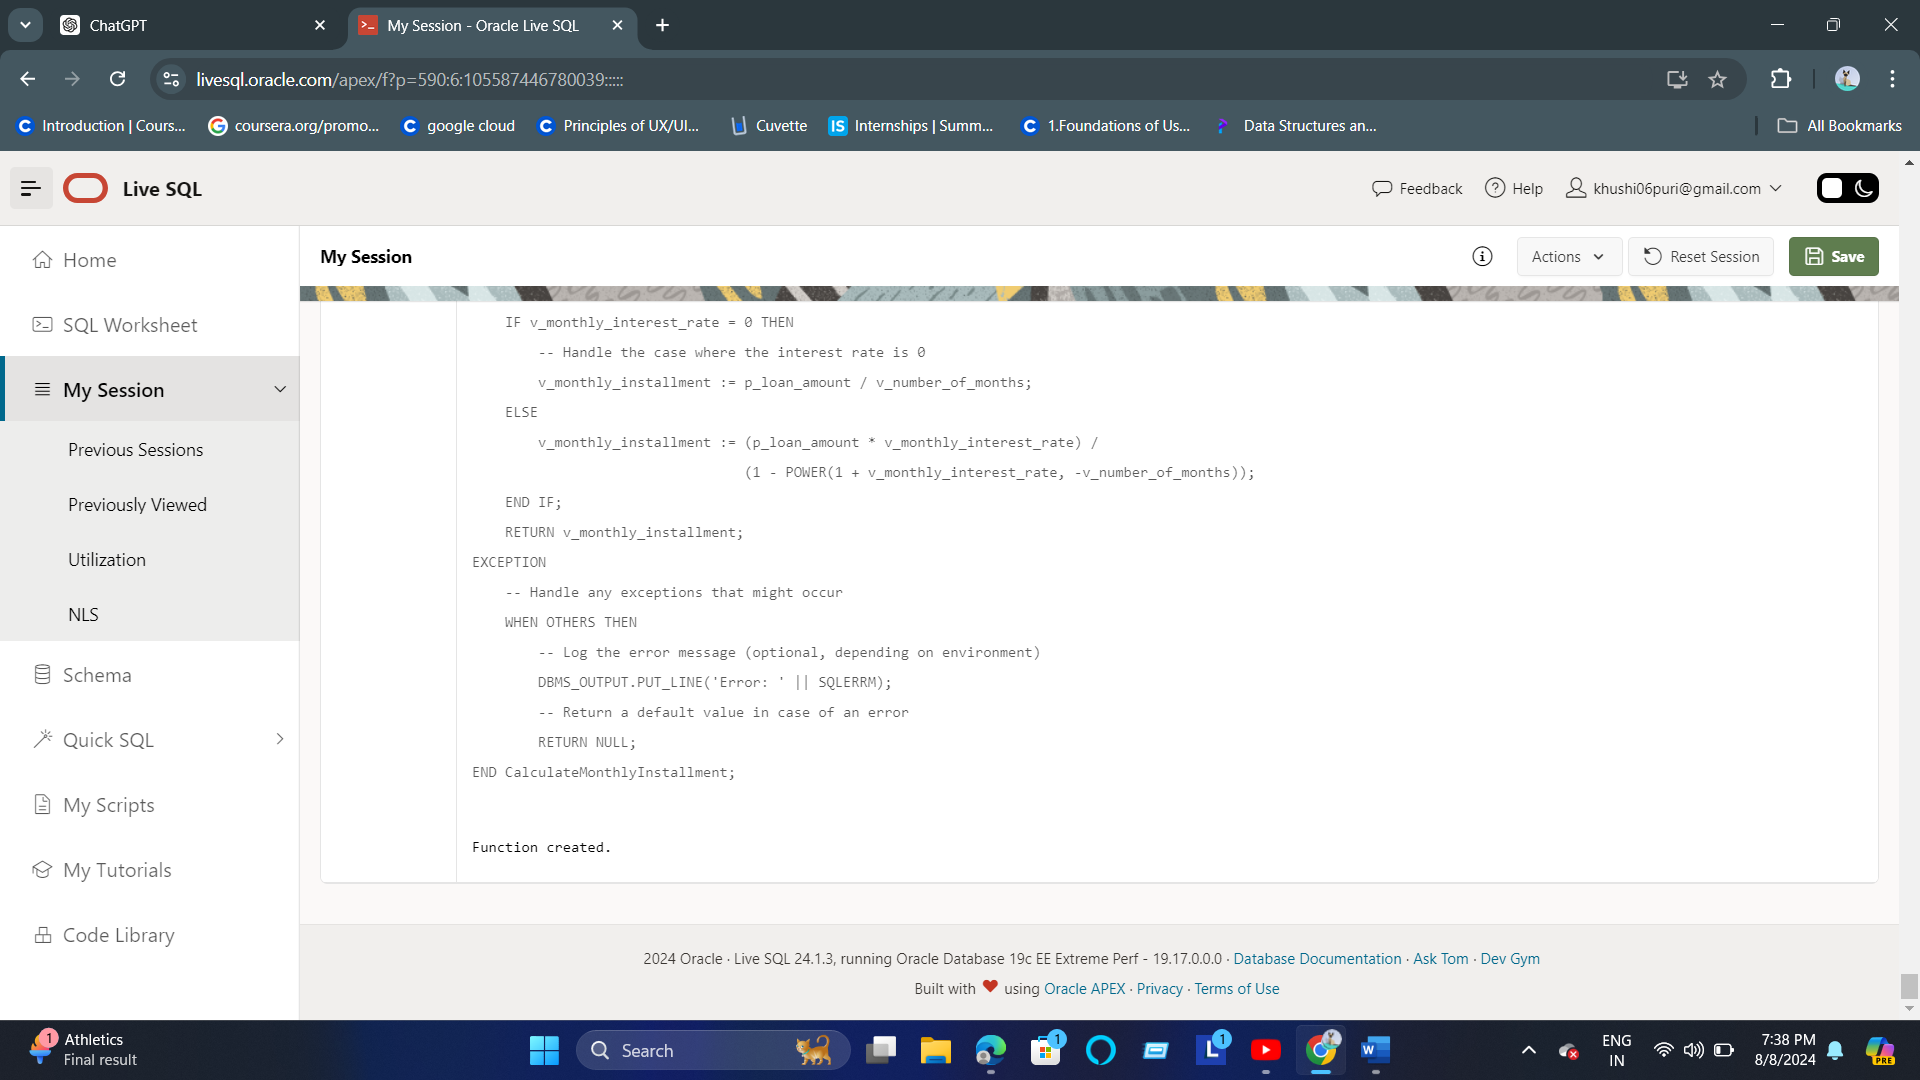 ChatGPT
My Session - Oracle Live SQL
livesql.oracle.com/apex/f?p=590:6:105587446780039:::::
Introduction | Cours...
coursera.org/promo...
google cloud
Principles of UX/UI...
Cuvette
Internships | Summ...
1.Foundations of Us...
Data Structures an...
All Bookmarks
Live SQL
Feedback
Help
khushi06puri@gmail.com
Home
SQL Worksheet
My Session
Previous Sessions
Previously Viewed
Utilization
NLS
Schema
Quick SQL
My Scripts
My Tutorials
Code Library
My Session
Actions
Reset Session
Save
IF v_monthly_interest_rate = 0 THEN
-- Handle the case where the interest rate is 0
v_monthly_installment := p_loan_amount / v_number_of_months;
ELSE
v_monthly_installment := (p_loan_amount * v_monthly_interest_rate) /
(1 - POWER(1 + v_monthly_interest_rate, -v_number_of_months));
END IF;
RETURN v_monthly_installment;
EXCEPTION
-- Handle any exceptions that might occur
WHEN OTHERS THEN
-- Log the error message (optional, depending on environment)
DBMS_OUTPUT.PUT_LINE('Error: ' || SQLERRM);
-- Return a default value in case of an error
RETURN NULL;
END CalculateMonthlyInstallment;
Function created.
2024 Oracle · Live SQL 24.1.3, running Oracle Database 19c EE Extreme Perf - 19.17.0.0.0 · Database Documentation · Ask Tom · Dev Gym
Built with ❤ using Oracle APEX · Privacy · Terms of Use
1
Athletics
Final result
Search
1
L
1
W
ENG
IN
7:38 PM
8/8/2024
PRE